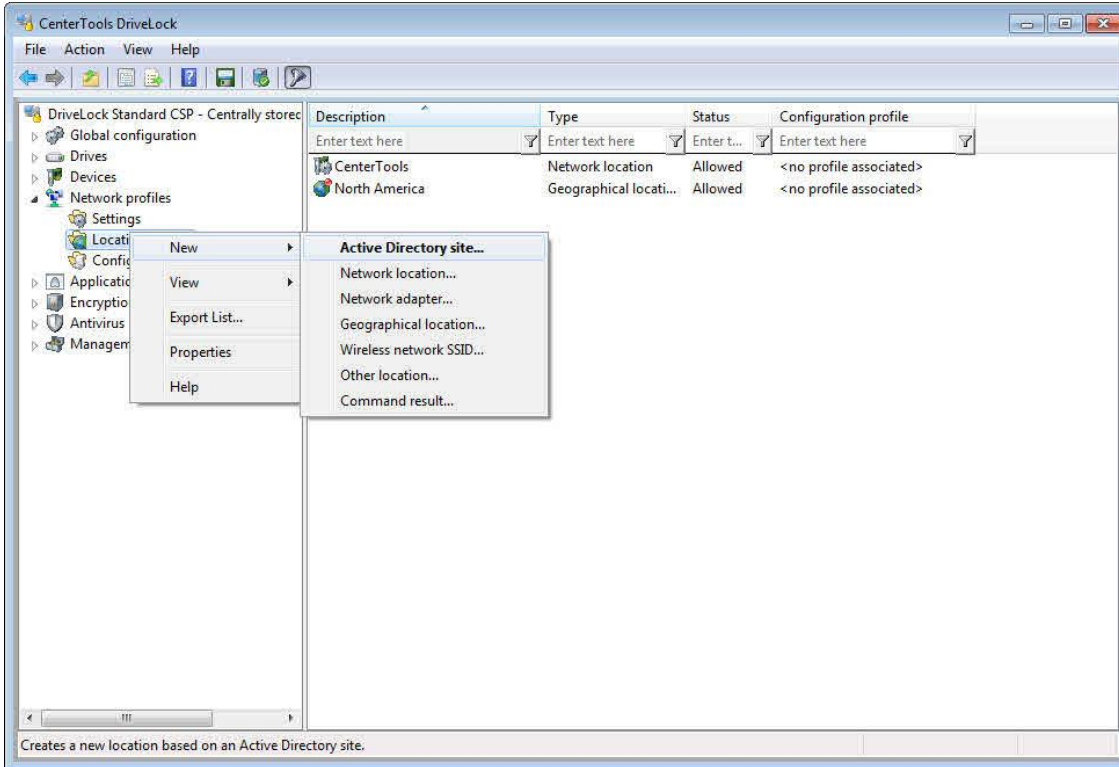 CenterTools DriveLock
File Action View Help
DriveLock Standard CSP - Centrally storec
Global configuration
Drives
Devices
Network profiles
Settings
Locati
Config
Applicatic
Encryptio
Antivirus
Managem
Description Type Status Configuration profile
Enter text here Enter text here Enter t... Enter text here
CenterTools Network location Allowed <no profile associated>
North America Geographical locati... Allowed <no profile associated>
New
View
Export List...
Properties
Help
Active Directory site...
Network location...
Network adapter...
Geographical location...
Wireless network SSID...
Other location...
Command result...
Creates a new location based on an Active Directory site.